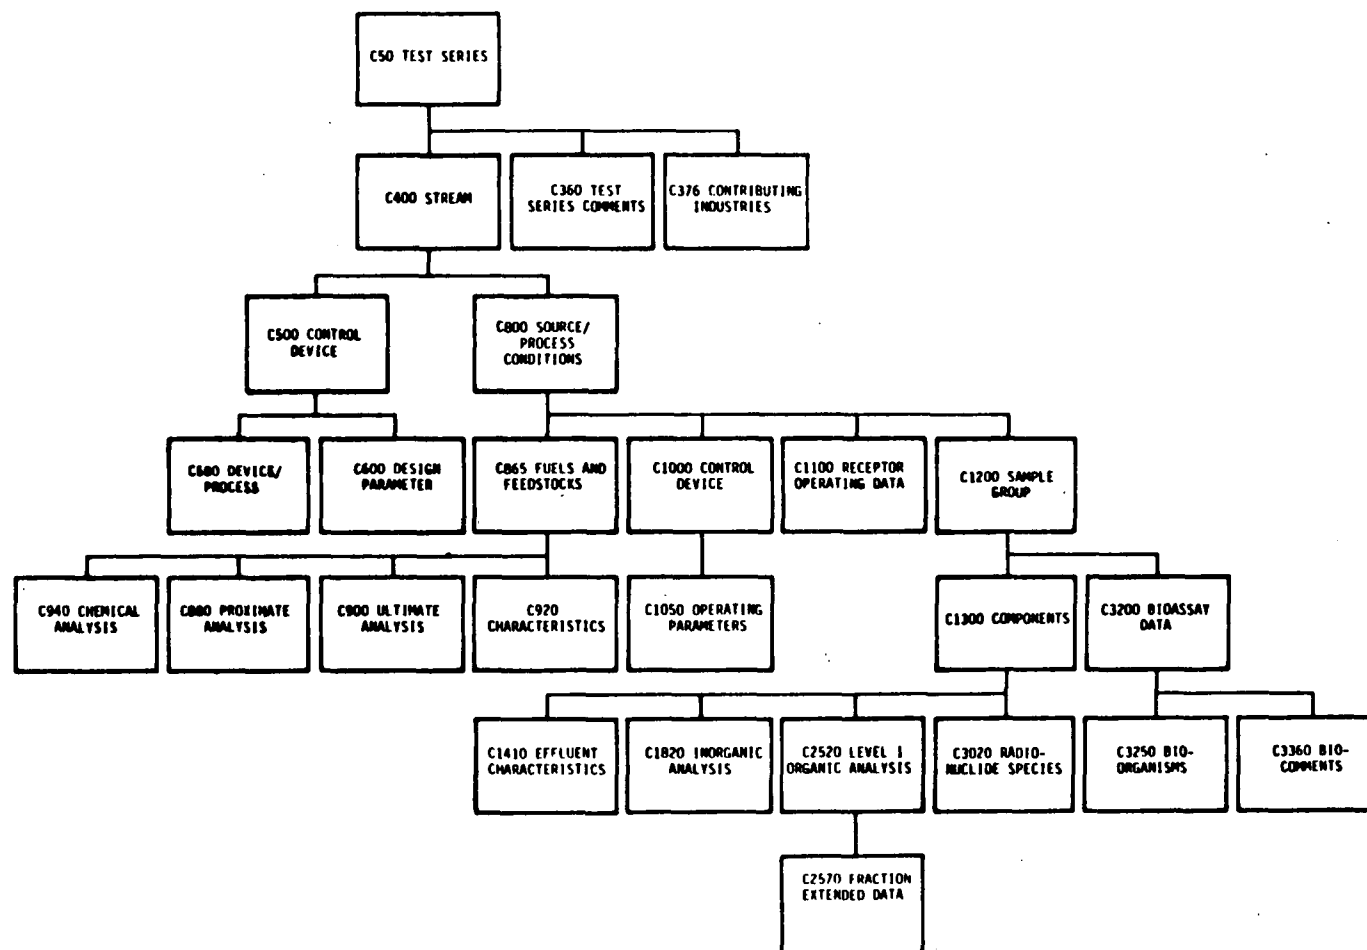 C50 TEST SERIES
C400 STREAM
C360 TEST
SERIES COMMENTS
C376 CONTRIBUTING
INDUSTRIES
C500 CONTROL
DEVICE
C800 SOURCE/
PROCESS
CONDITIONS
C680 DEVICE/
PROCESS
C600 DESIGN
PARAMETER
C865 FUELS AND
FEEDSTOCKS
C1000 CONTROL
DEVICE
C1100 RECEPTOR
OPERATING DATA
C1200 SAMPLE
GROUP
C940 CHEMICAL
ANALYSIS
C880 PROXIMATE
ANALYSIS
C900 ULTIMATE
ANALYSIS
C920
CHARACTERISTICS
C1050 OPERATING
PARAMETERS
C1300 COMPONENTS
C3200 BIOASSAY
DATA
C1410 EFFLUENT
CHARACTERISTICS
C1820 INORGANIC
ANALYSIS
C2520 LEVEL 1
ORGANIC ANALYSIS
C3020 RADIO-
NUCLIDE SPECIES
C3250 BIO-
ORGANISMS
C3360 BIO-
COMMENTS
C2570 FRACTION
EXTENDED DATA